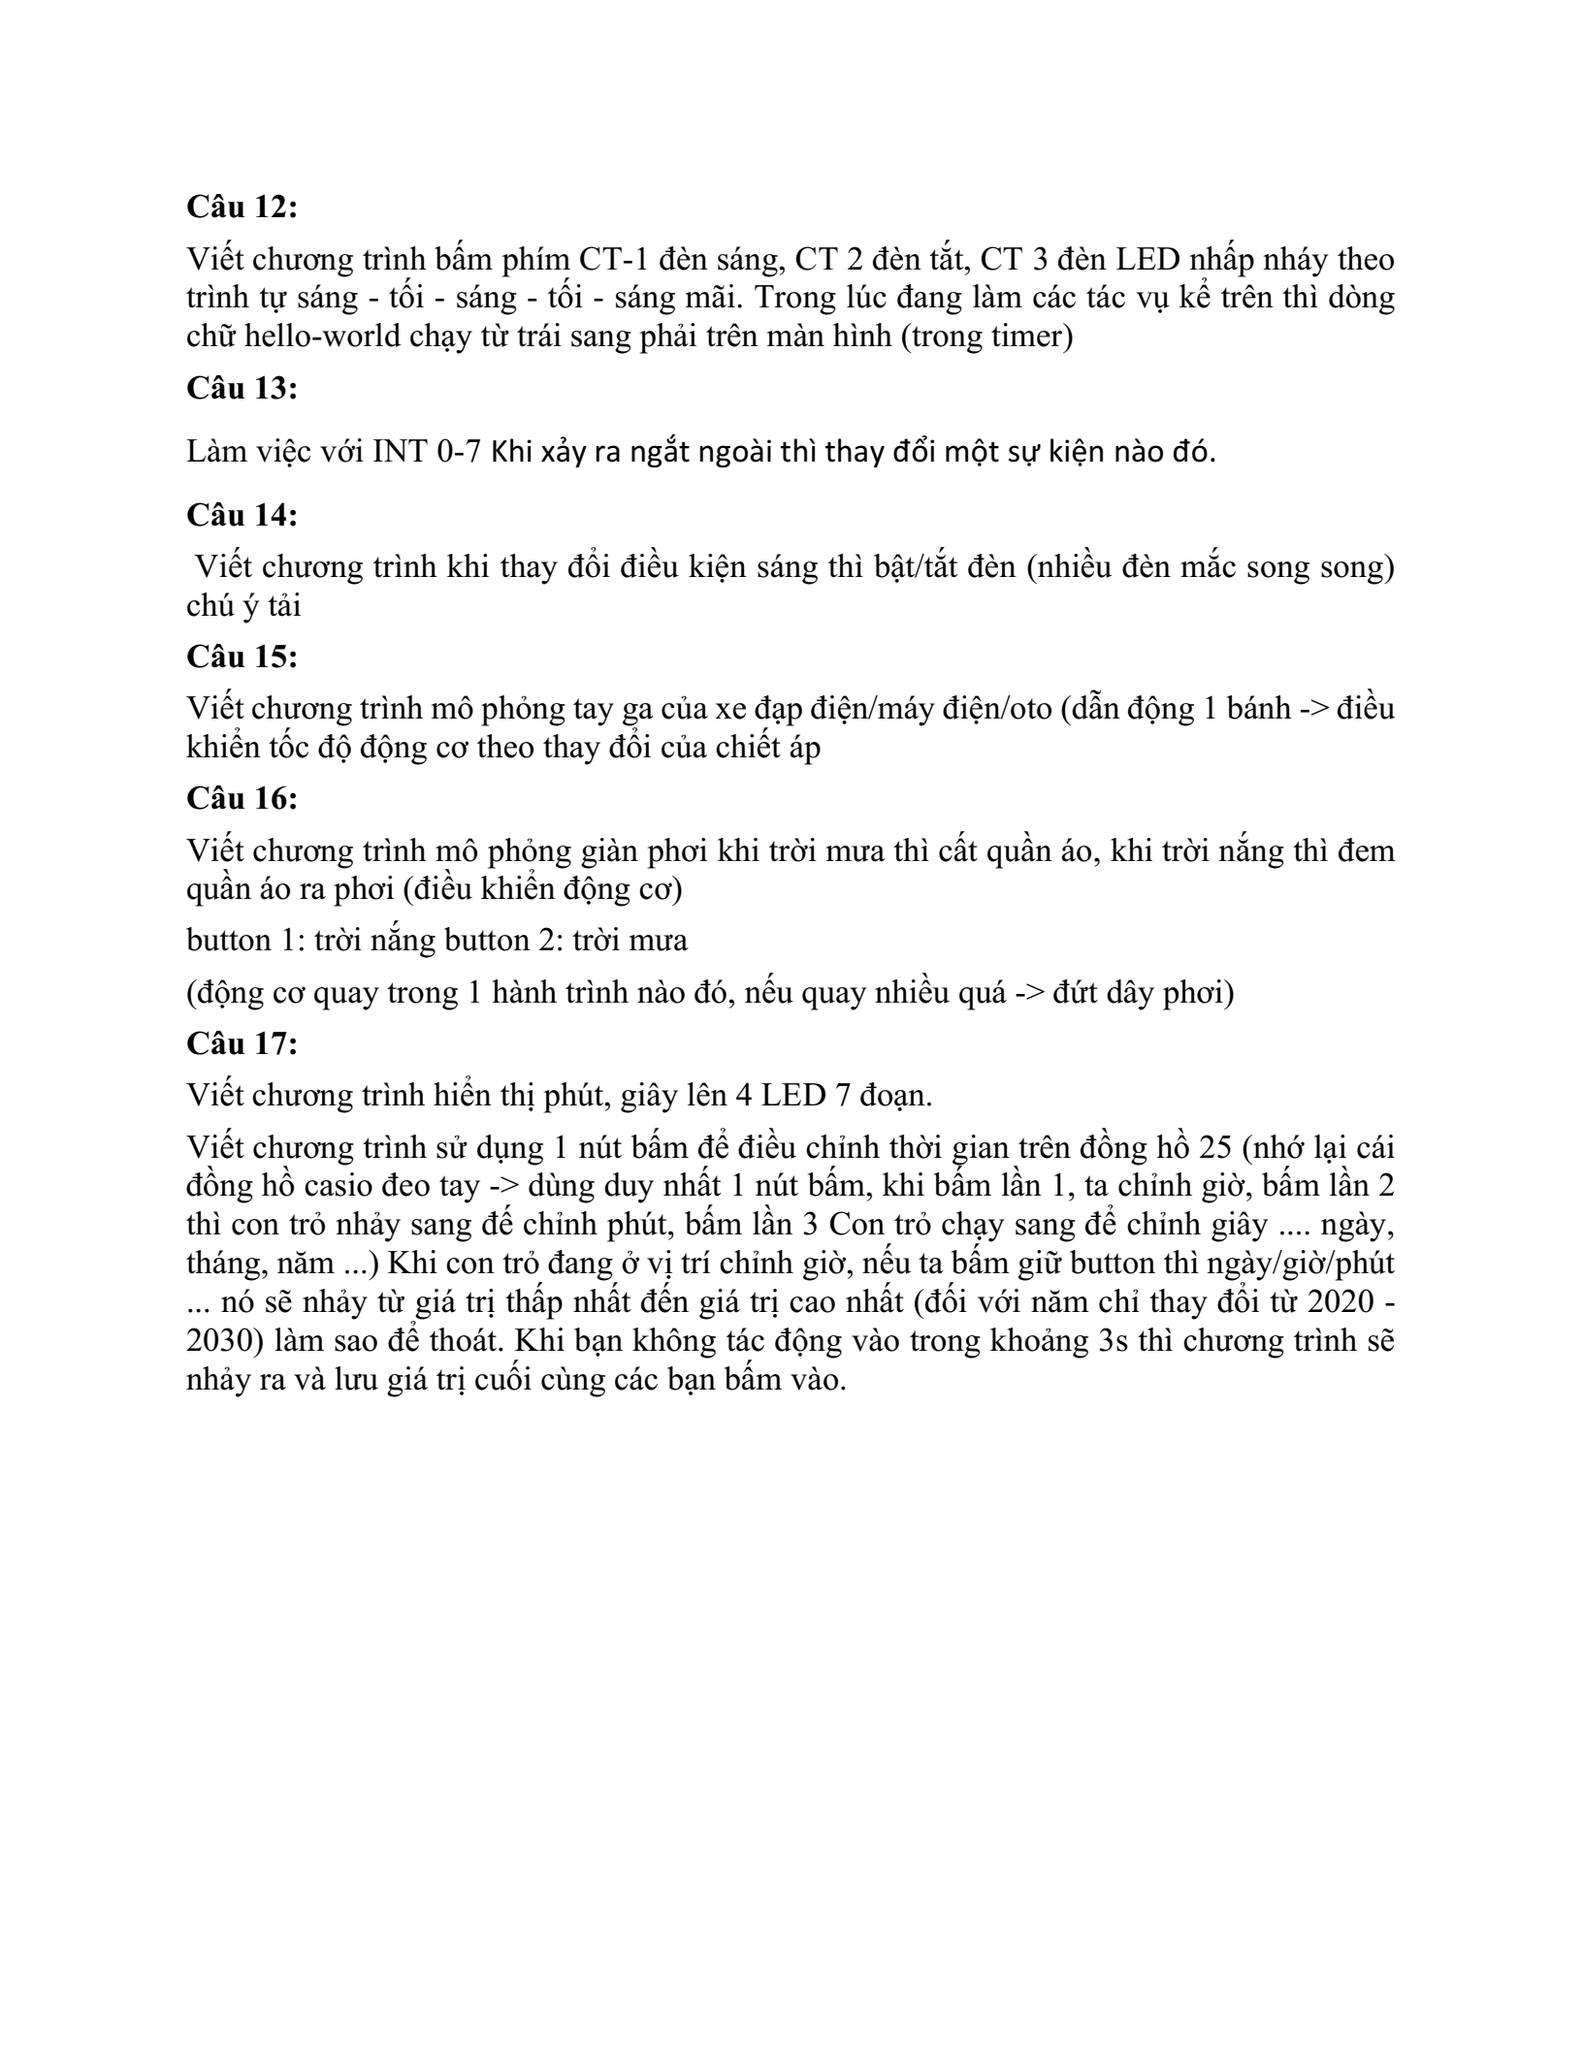 Câu 12:
Viết chương trình bấm phím CT-1 đèn sáng, CT 2 đèn tắt, CT 3 đèn LED nhấp nháy theo
trình tự sáng - tối - sáng - tối - sáng mãi. Trong lúc đang làm các tác vụ kể trên thì dòng
chữ hello-world chạy từ trái sang phải trên màn hình (trong timer)
Câu 13:
Làm việc với INT 0-7 Khi xảy ra ngắt ngoài thì thay đổi một sự kiện nào đó.
Câu 14:
Viết chương trình khi thay đổi điều kiện sáng thì bật/tắt đèn (nhiều đèn mắc song song)
chú ý tải
Câu 15:
Viết chương trình mô phỏng tay ga của xe đạp điện/máy điện/oto (dẫn động 1 bánh -> điều
khiển tốc độ động cơ theo thay đổi của chiết áp
Câu 16:
Viết chương trình mô phỏng giàn phơi khi trời mưa thì cất quần áo, khi trời nắng thì đem
quần áo ra phơi (điều khiển động cơ)
button 1: trời nắng button 2: trời mưa
(động cơ quay trong 1 hành trình nào đó, nếu quay nhiều quá -> đứt dây phơi)
Câu 17:
Viết chương trình hiển thị phút, giây lên 4 LED 7 đoạn.
Viết chương trình sử dụng 1 nút bấm để điều chỉnh thời gian trên đồng hồ 25 (nhớ lại cái
đồng hồ casio đeo tay -> dùng duy nhất 1 nút bấm, khi bấm lần 1, ta chỉnh giờ, bấm lần 2
thì con trỏ nhảy sang đế chỉnh phút, bấm lần 3 Con trỏ chạy sang để chỉnh giây .... ngày,
tháng, năm ...) Khi con trỏ đang ở vị trí chỉnh giờ, nếu ta bấm giữ button thì ngày/giờ/phút
... nó sẽ nhảy từ giá trị thấp nhất đến giá trị cao nhất (đối với năm chỉ thay đổi từ 2020 -
2030) làm sao để thoát. Khi bạn không tác động vào trong khoảng 3s thì chương trình sẽ
nhảy ra và lưu giá trị cuối cùng các bạn bấm vào.